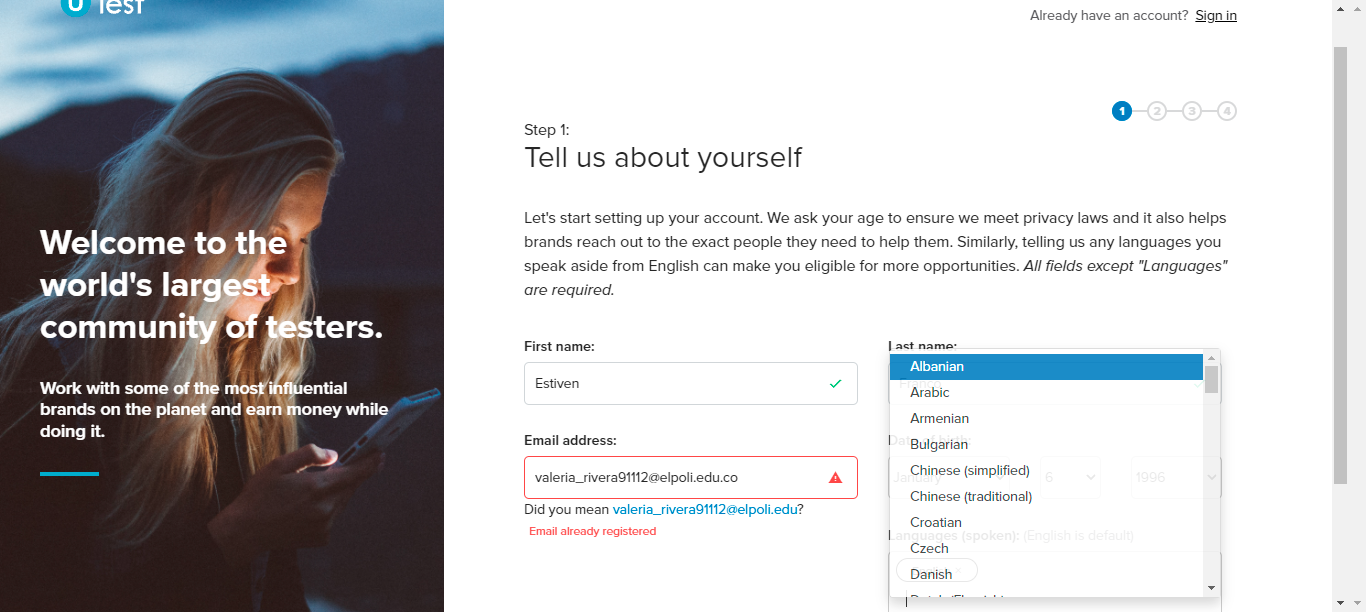 uTest
Already have an account? Sign in
1 2 3 4
Step 1:
Tell us about yourself
Let's start setting up your account. We ask your age to ensure we meet privacy laws and it also helps
brands reach out to the exact people they need to help them. Similarly, telling us any languages you
speak aside from English can make you eligible for more opportunities. All fields except "Languages"
are required.
Welcome to the
world's largest
community of testers.
Work with some of the most influential
brands on the planet and earn money while
doing it.
First name:
Last name:
Estiven
Email address:
Date of birth:
valeria_rivera91112@elpoli.edu.co
January 6 1996
Did you mean valeria_rivera91112@elpoli.edu?
Email already registered
Languages (spoken): (English is default)
Albanian
Arabic
Armenian
Bulgarian
Chinese (simplified)
Chinese (traditional)
Croatian
Czech
Danish